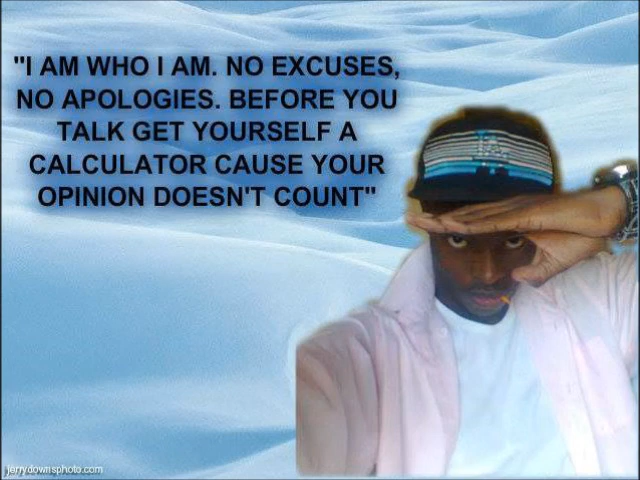 "I AM WHO I AM. NO EXCUSES,
NO APOLOGIES. BEFORE YOU
TALK GET YOURSELF A
CALCULATOR CAUSE YOUR
OPINION DOESN'T COUNT"
LA
jerrydownsphoto.com